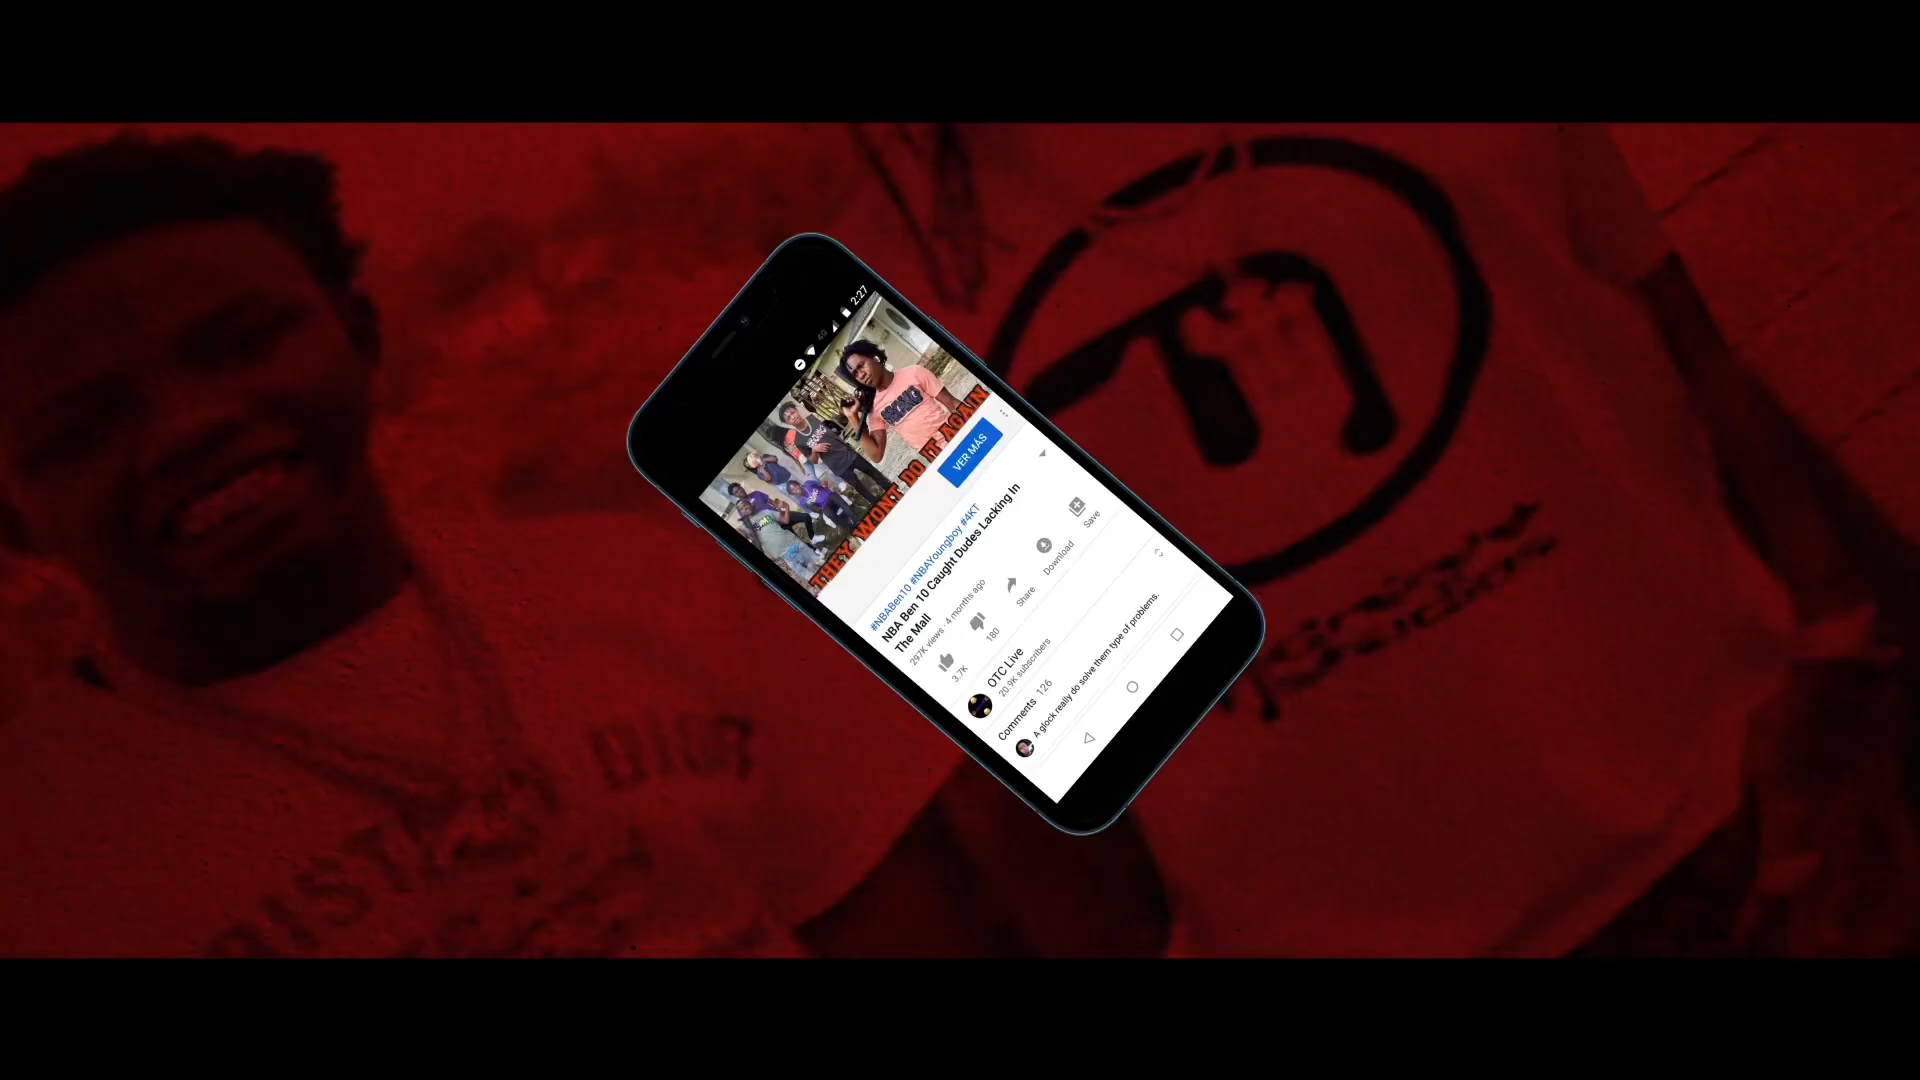 2:27
4G
THEY WONT DO IT AGAIN
VER MÁS
#NBABen10 #NBAYoungboy #4KT
NBA Ben 10 Caught Dudes Lacking In
The Mall
297K views · 4 months ago
3.7K
180
Share
Download
Save
OTC Live
20.9K subscribers
Comments 126
A glock really do solve them type of problems.